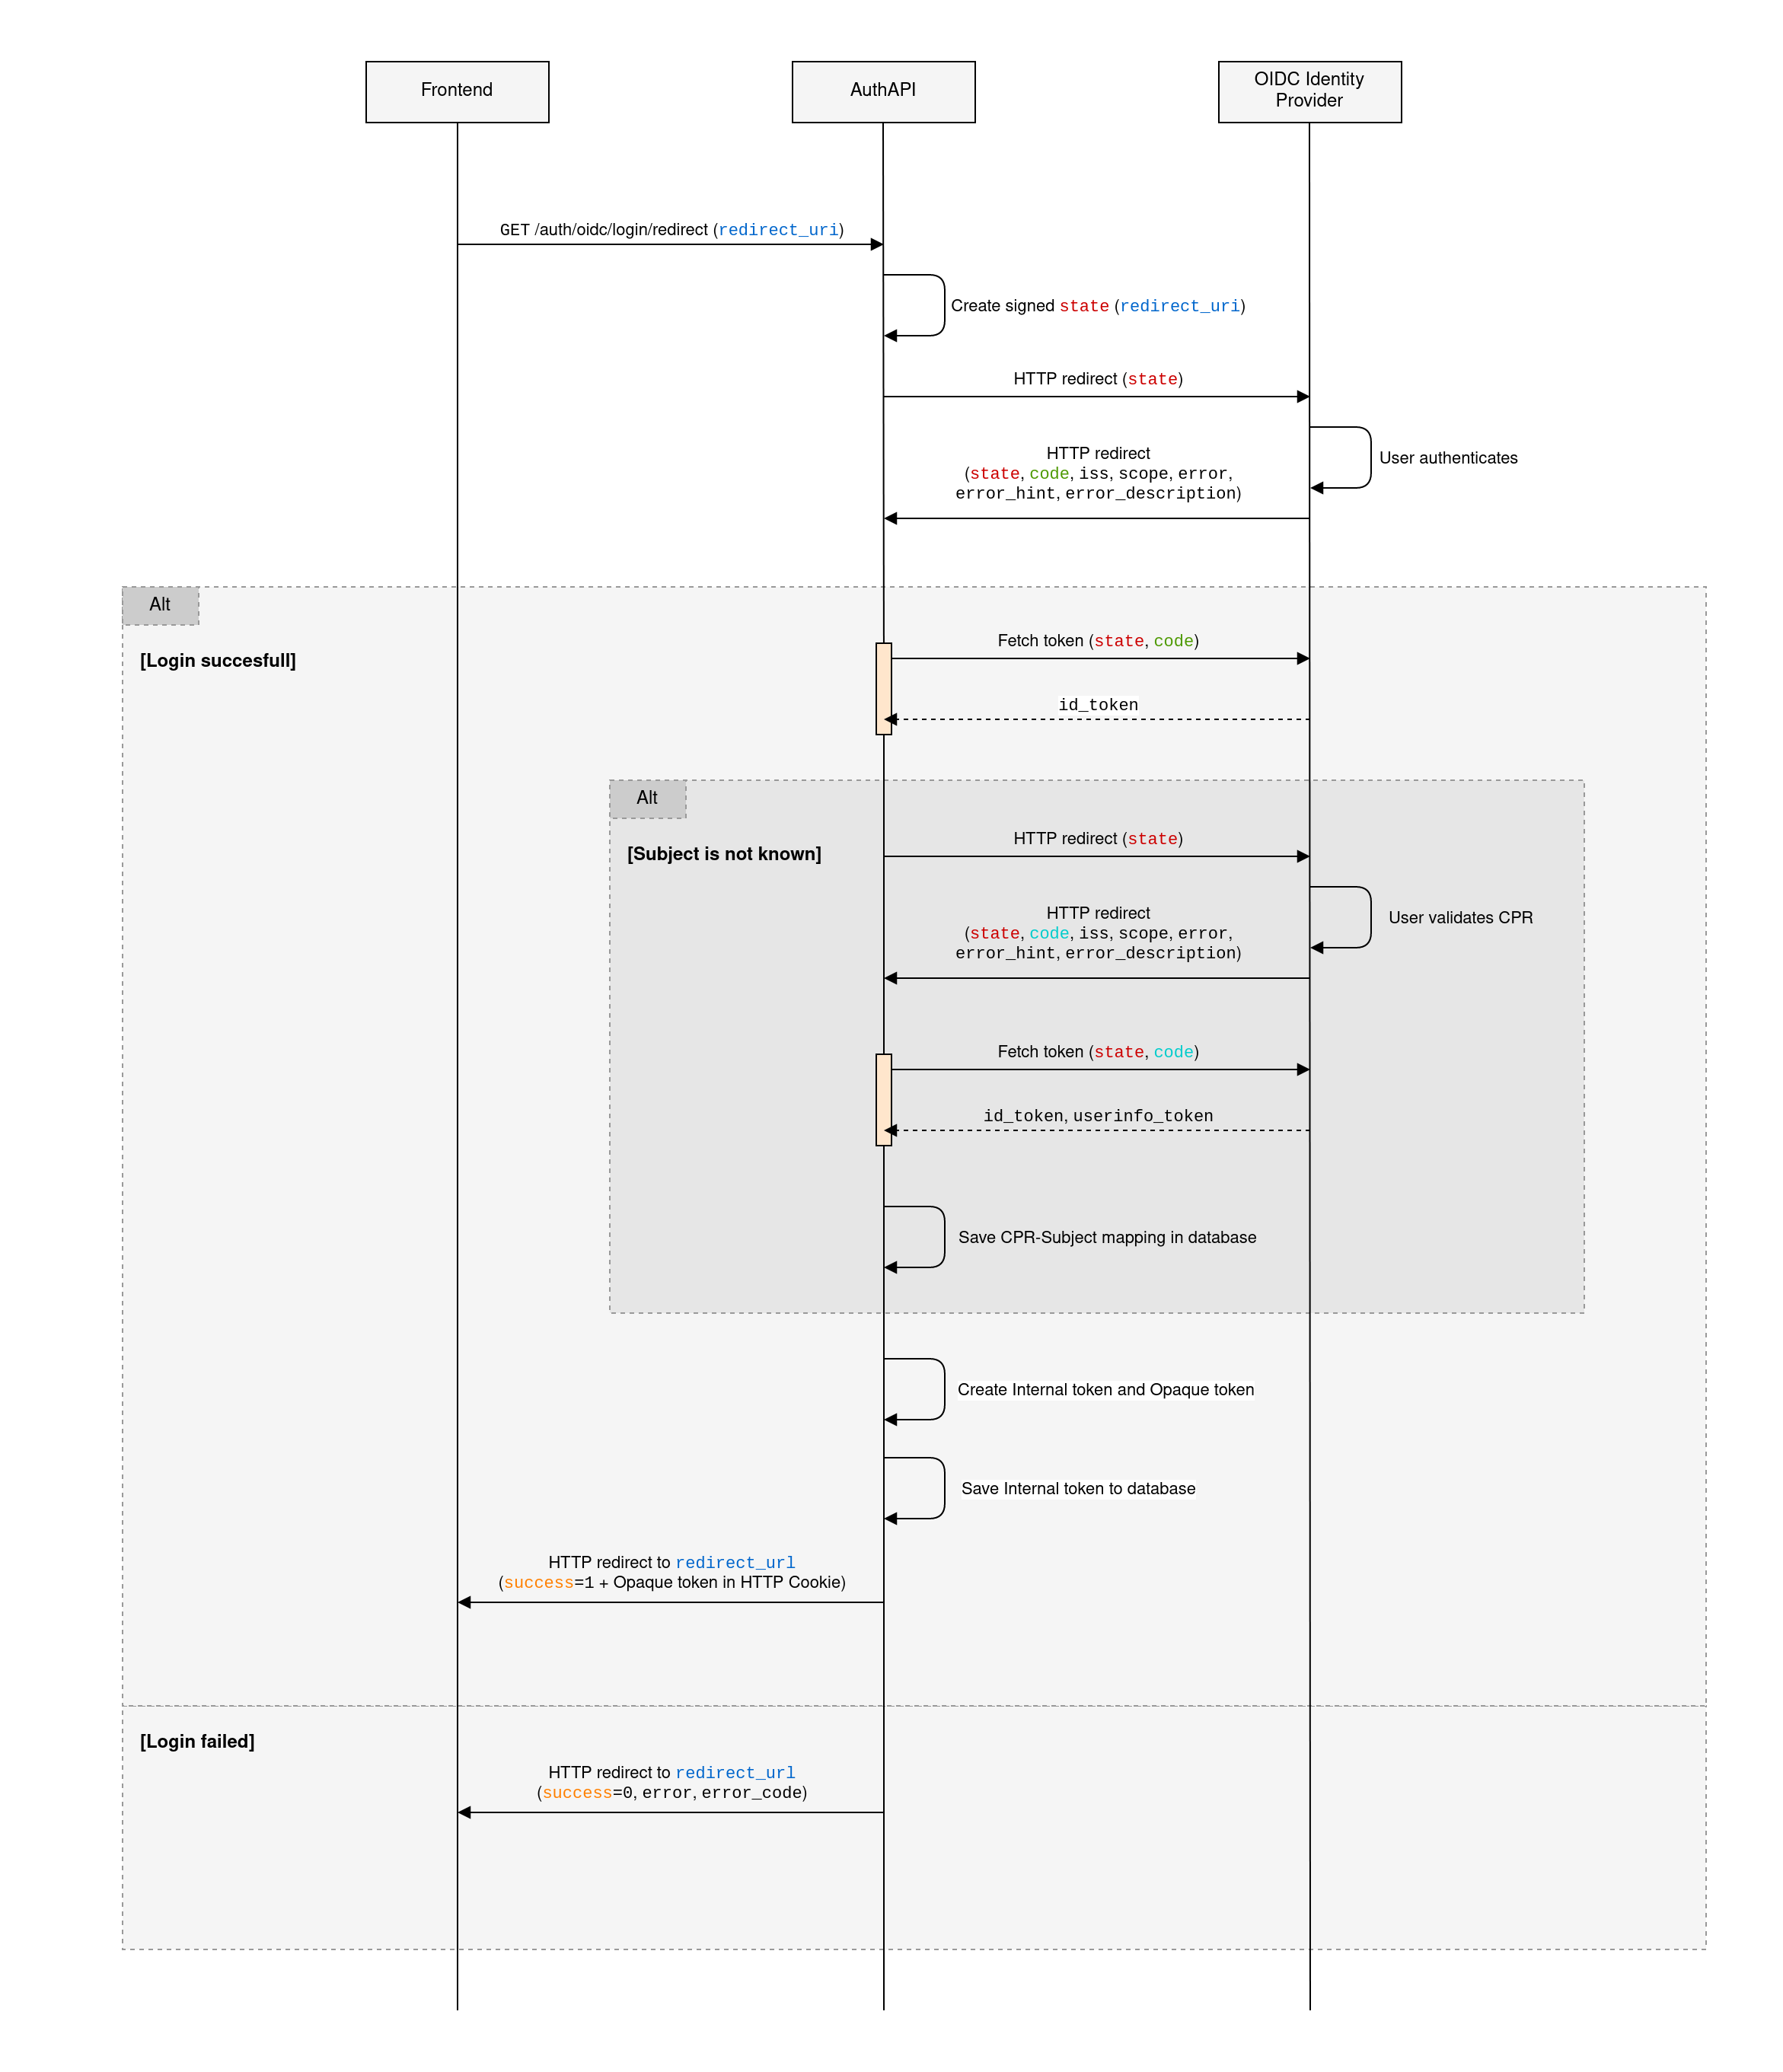 Frontend
AuthAPI
OIDC Identity
Provider
GET /auth/oidc/login/redirect (redirect_uri)
Create signed state (redirect_uri)
HTTP redirect (state)
User authenticates
HTTP redirect
(state, code, iss, scope, error,
error_hint, error_description)
Alt
[Login succesfull]
Fetch token (state, code)
id_token
Alt
[Subject is not known]
HTTP redirect (state)
User validates CPR
HTTP redirect
(state, code, iss, scope, error,
error_hint, error_description)
Fetch token (state, code)
id_token, userinfo_token
Save CPR-Subject mapping in database
Create Internal token and Opaque token
Save Internal token to database
HTTP redirect to redirect_url
(success=1 + Opaque token in HTTP Cookie)
[Login failed]
HTTP redirect to redirect_url
(success=0, error, error_code)